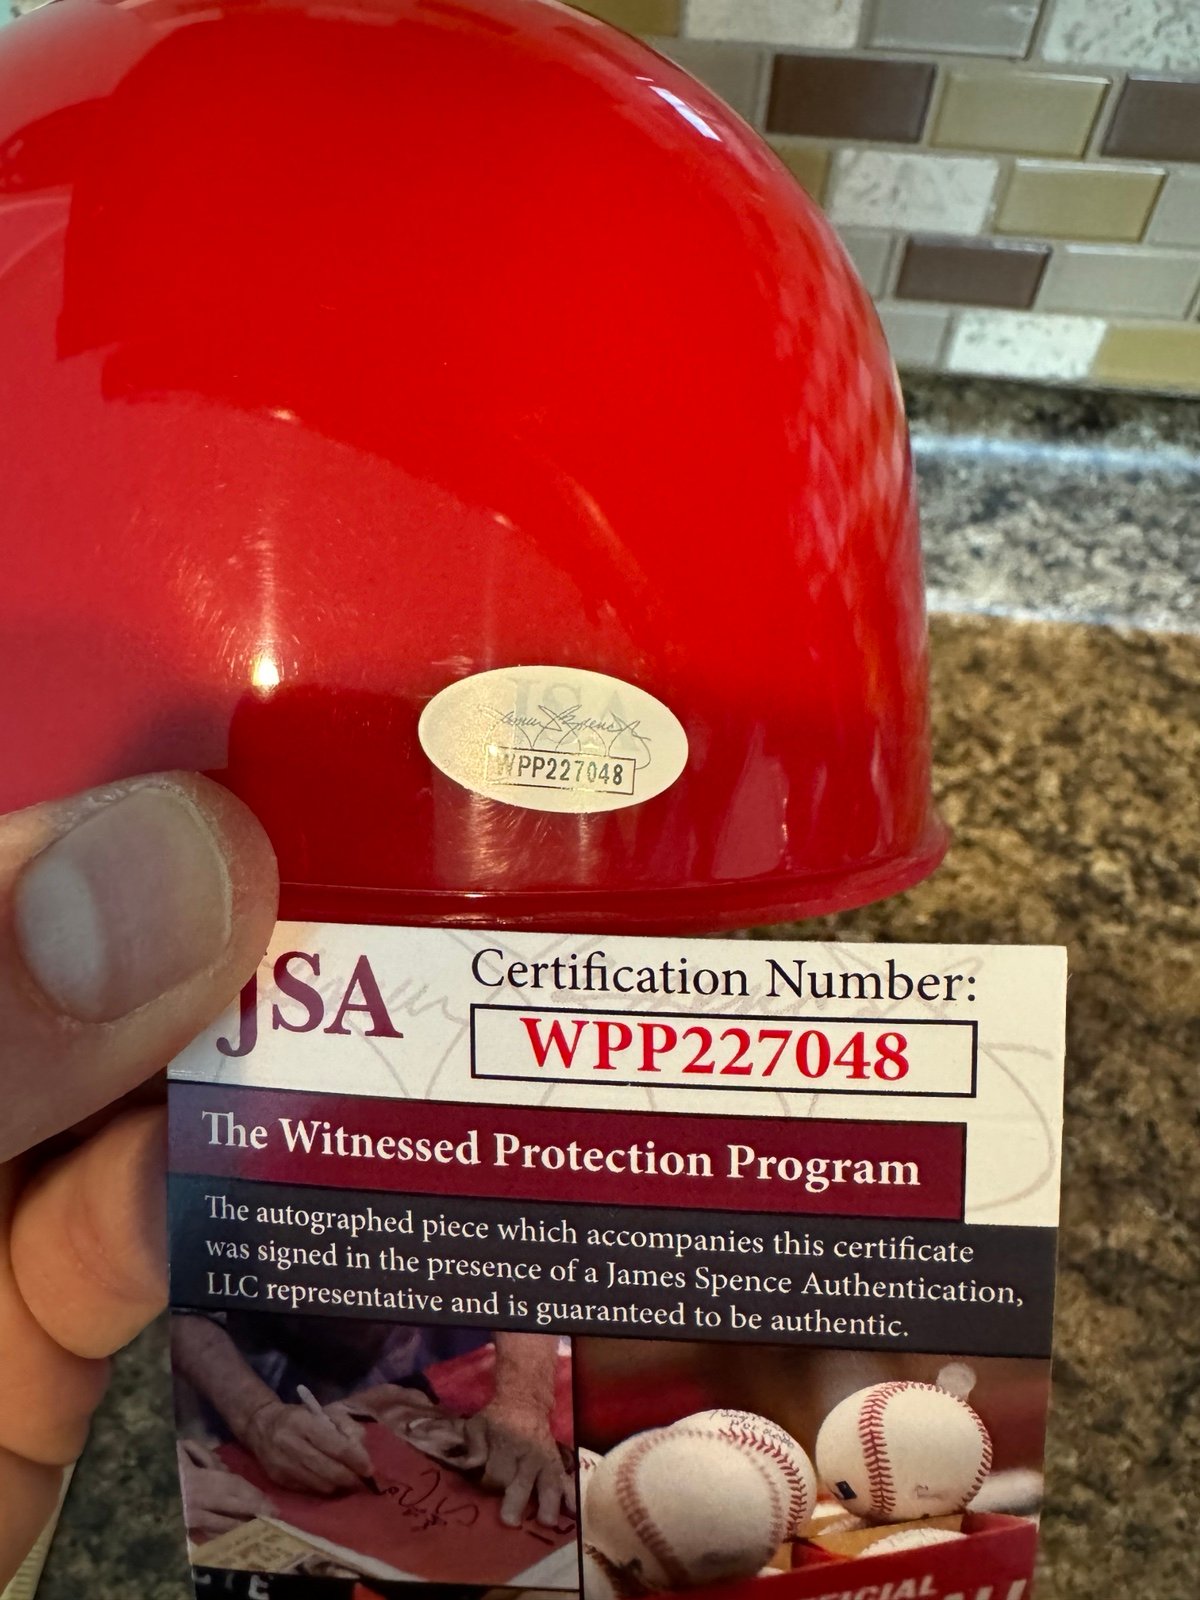 JSA
WPP227048
JSA
Certification Number:
WPP227048
The Witnessed Protection Program
The autographed piece which accompanies this certificate
was signed in the presence of a James Spence Authentication,
LLC representative and is guaranteed to be authentic.